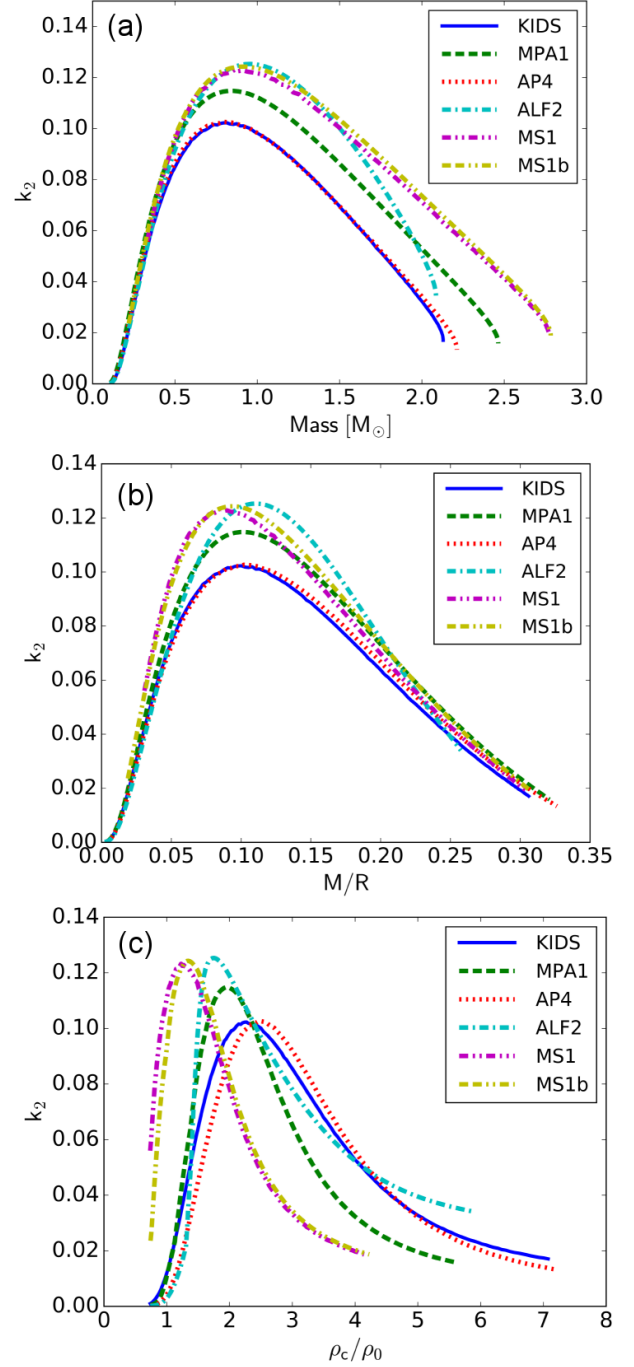 (a)
k₂
0.14
0.12
0.10
0.08
0.06
0.04
0.02
0.00
KIDS
MPA1
AP4
ALF2
MS1
MS1b
0.0 0.5 1.0 1.5 2.0 2.5 3.0
Mass [M☉]
(b)
k₂
0.14
0.12
0.10
0.08
0.06
0.04
0.02
0.00
KIDS
MPA1
AP4
ALF2
MS1
MS1b
0.00 0.05 0.10 0.15 0.20 0.25 0.30 0.35
M/R
(c)
k₂
0.14
0.12
0.10
0.08
0.06
0.04
0.02
0.00
KIDS
MPA1
AP4
ALF2
MS1
MS1b
0 1 2 3 4 5 6 7 8
ρc/ρ₀